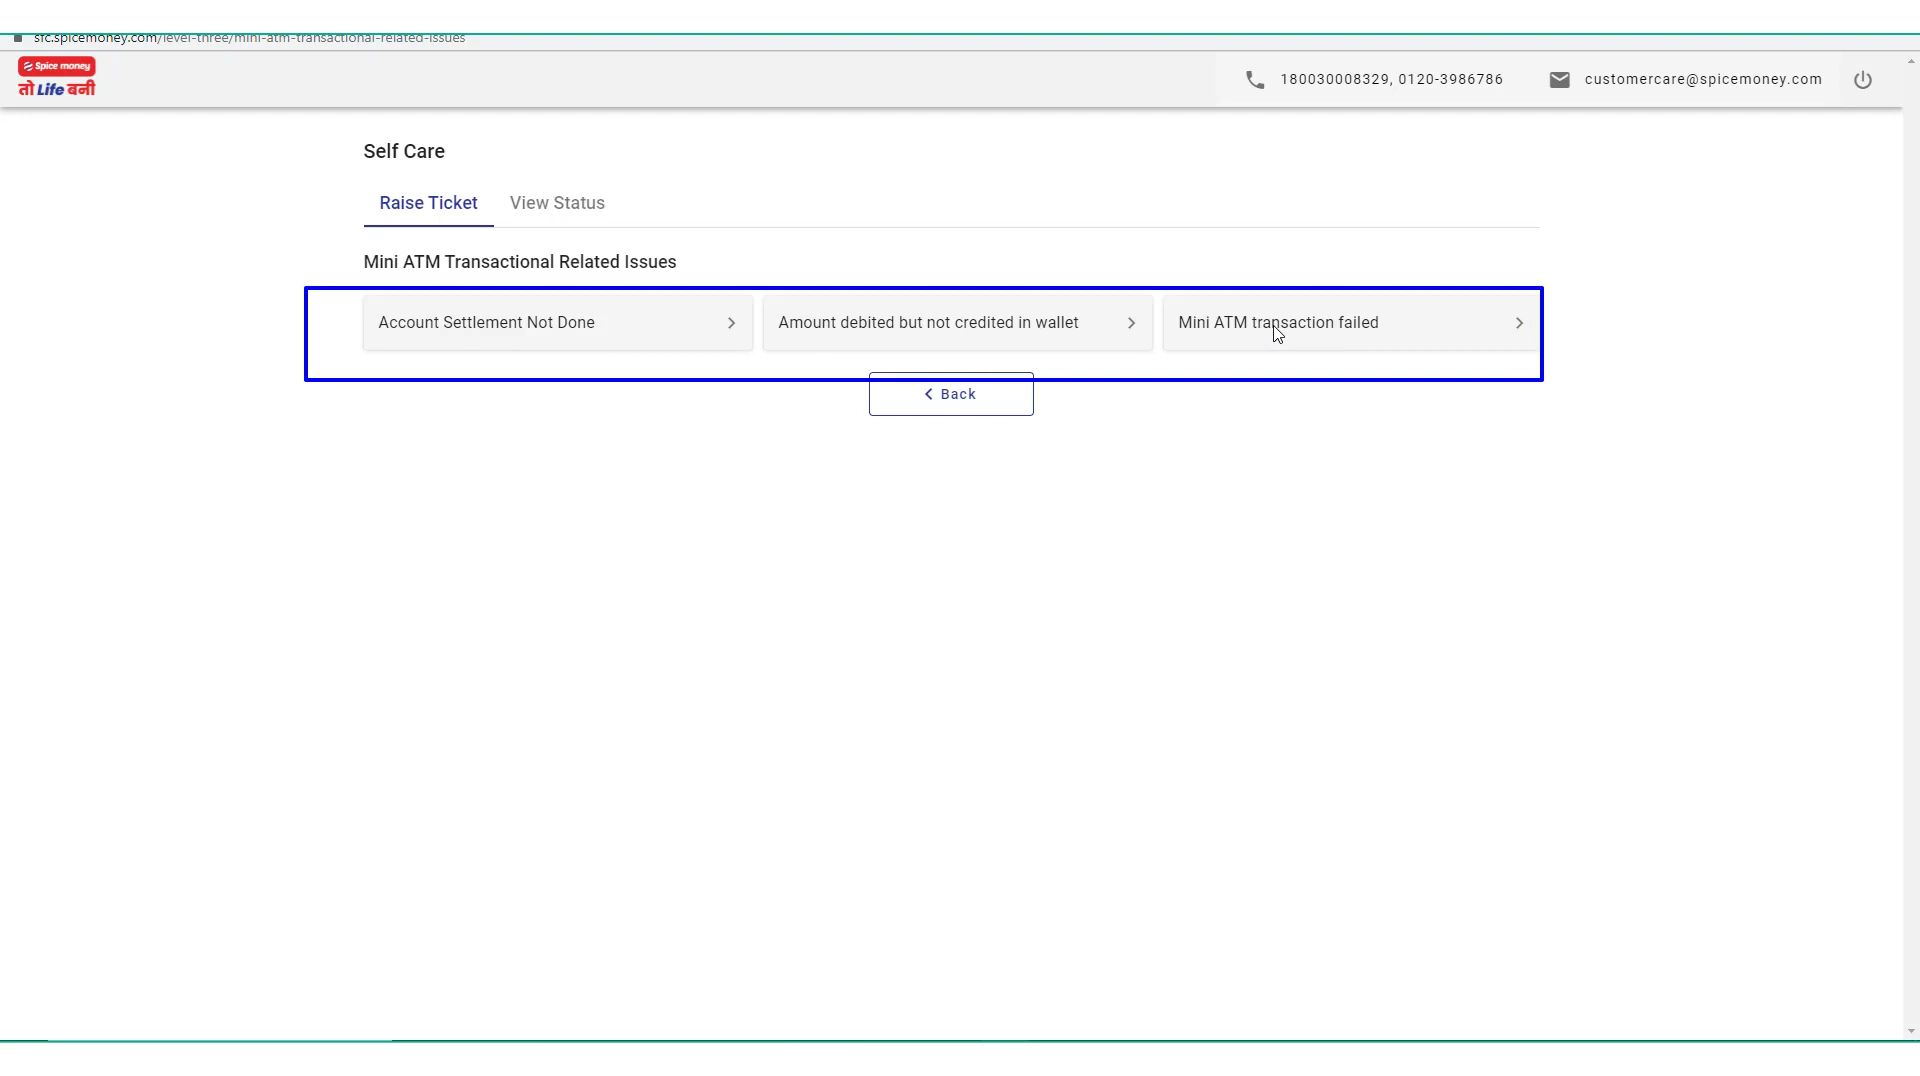 sfc.spicemoney.com/level-three/mini-atm-transactional-related-issues
Spice money
तो Life बनी
180030008329, 0120-3986786
customercare@spicemoney.com
Self Care
Raise Ticket
View Status
Mini ATM Transactional Related Issues
Account Settlement Not Done
Amount debited but not credited in wallet
Mini ATM transaction failed
Back